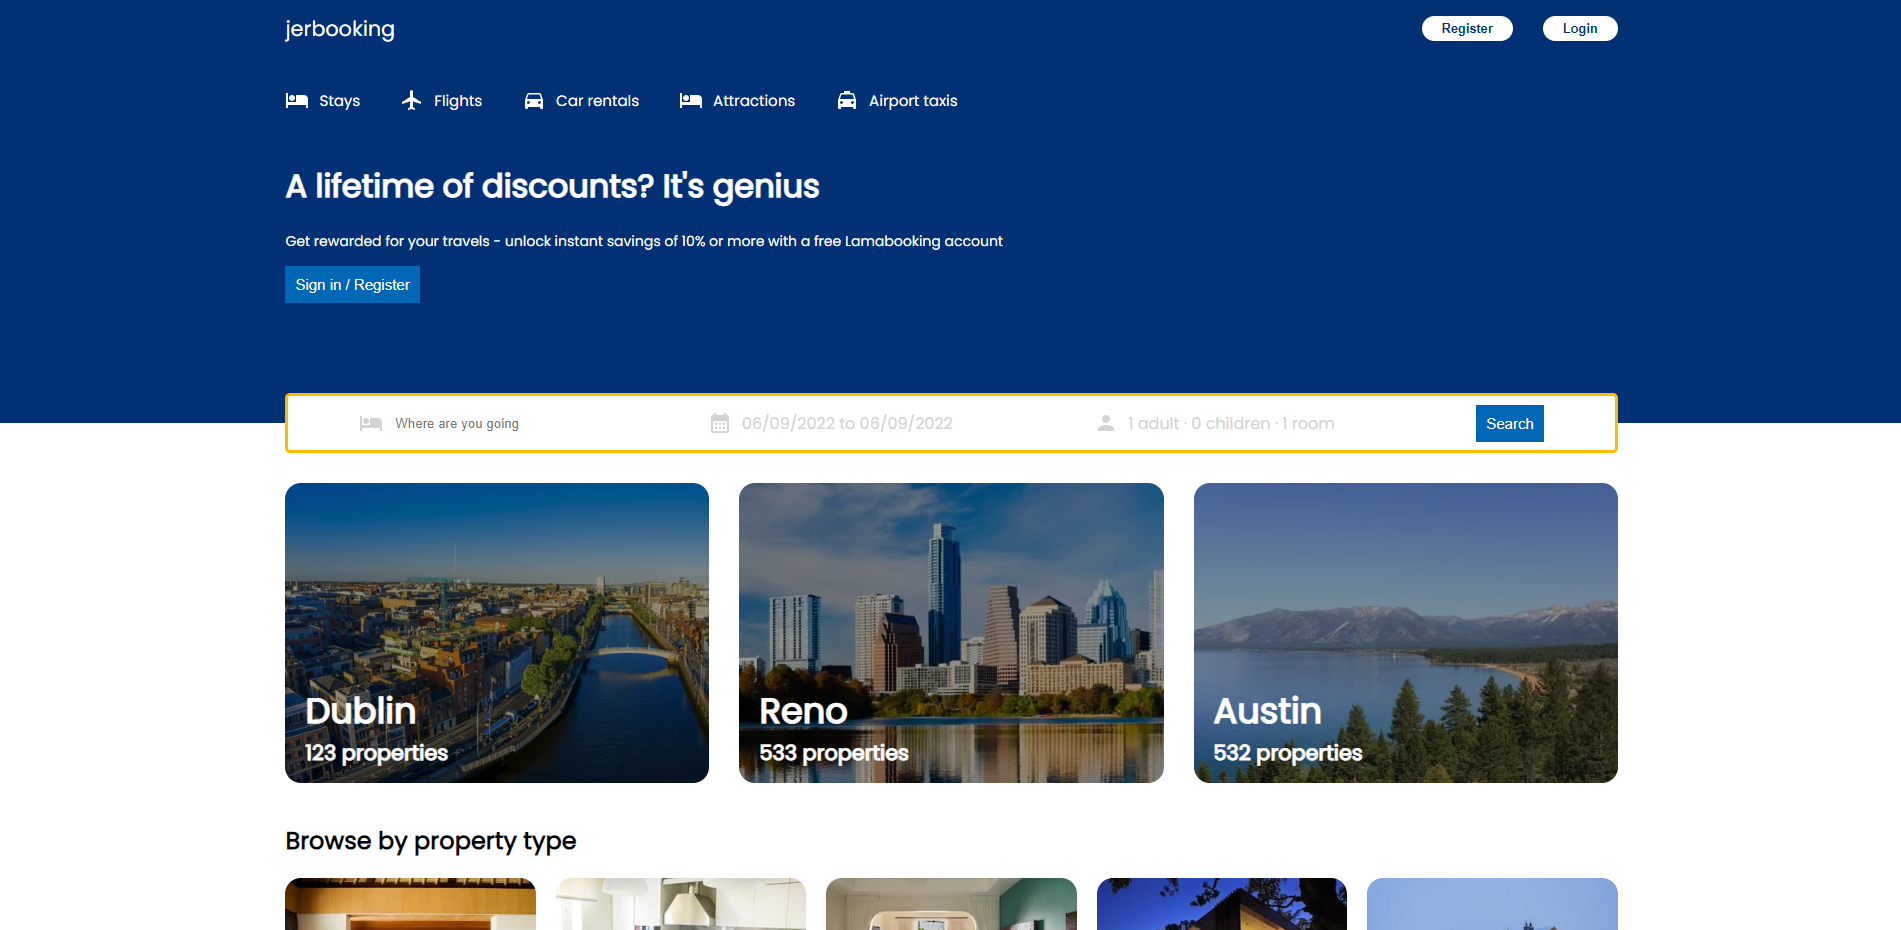 jerbooking
Register
Login
Stays
Flights
Car rentals
Attractions
Airport taxis
A lifetime of discounts? It's genius
Get rewarded for your travels - unlock instant savings of 10% or more with a free Lamabooking account
Sign in / Register
Where are you going
06/09/2022 to 06/09/2022
1 adult · 0 children · 1 room
Search
Dublin
123 properties
Reno
533 properties
Austin
532 properties
Browse by property type